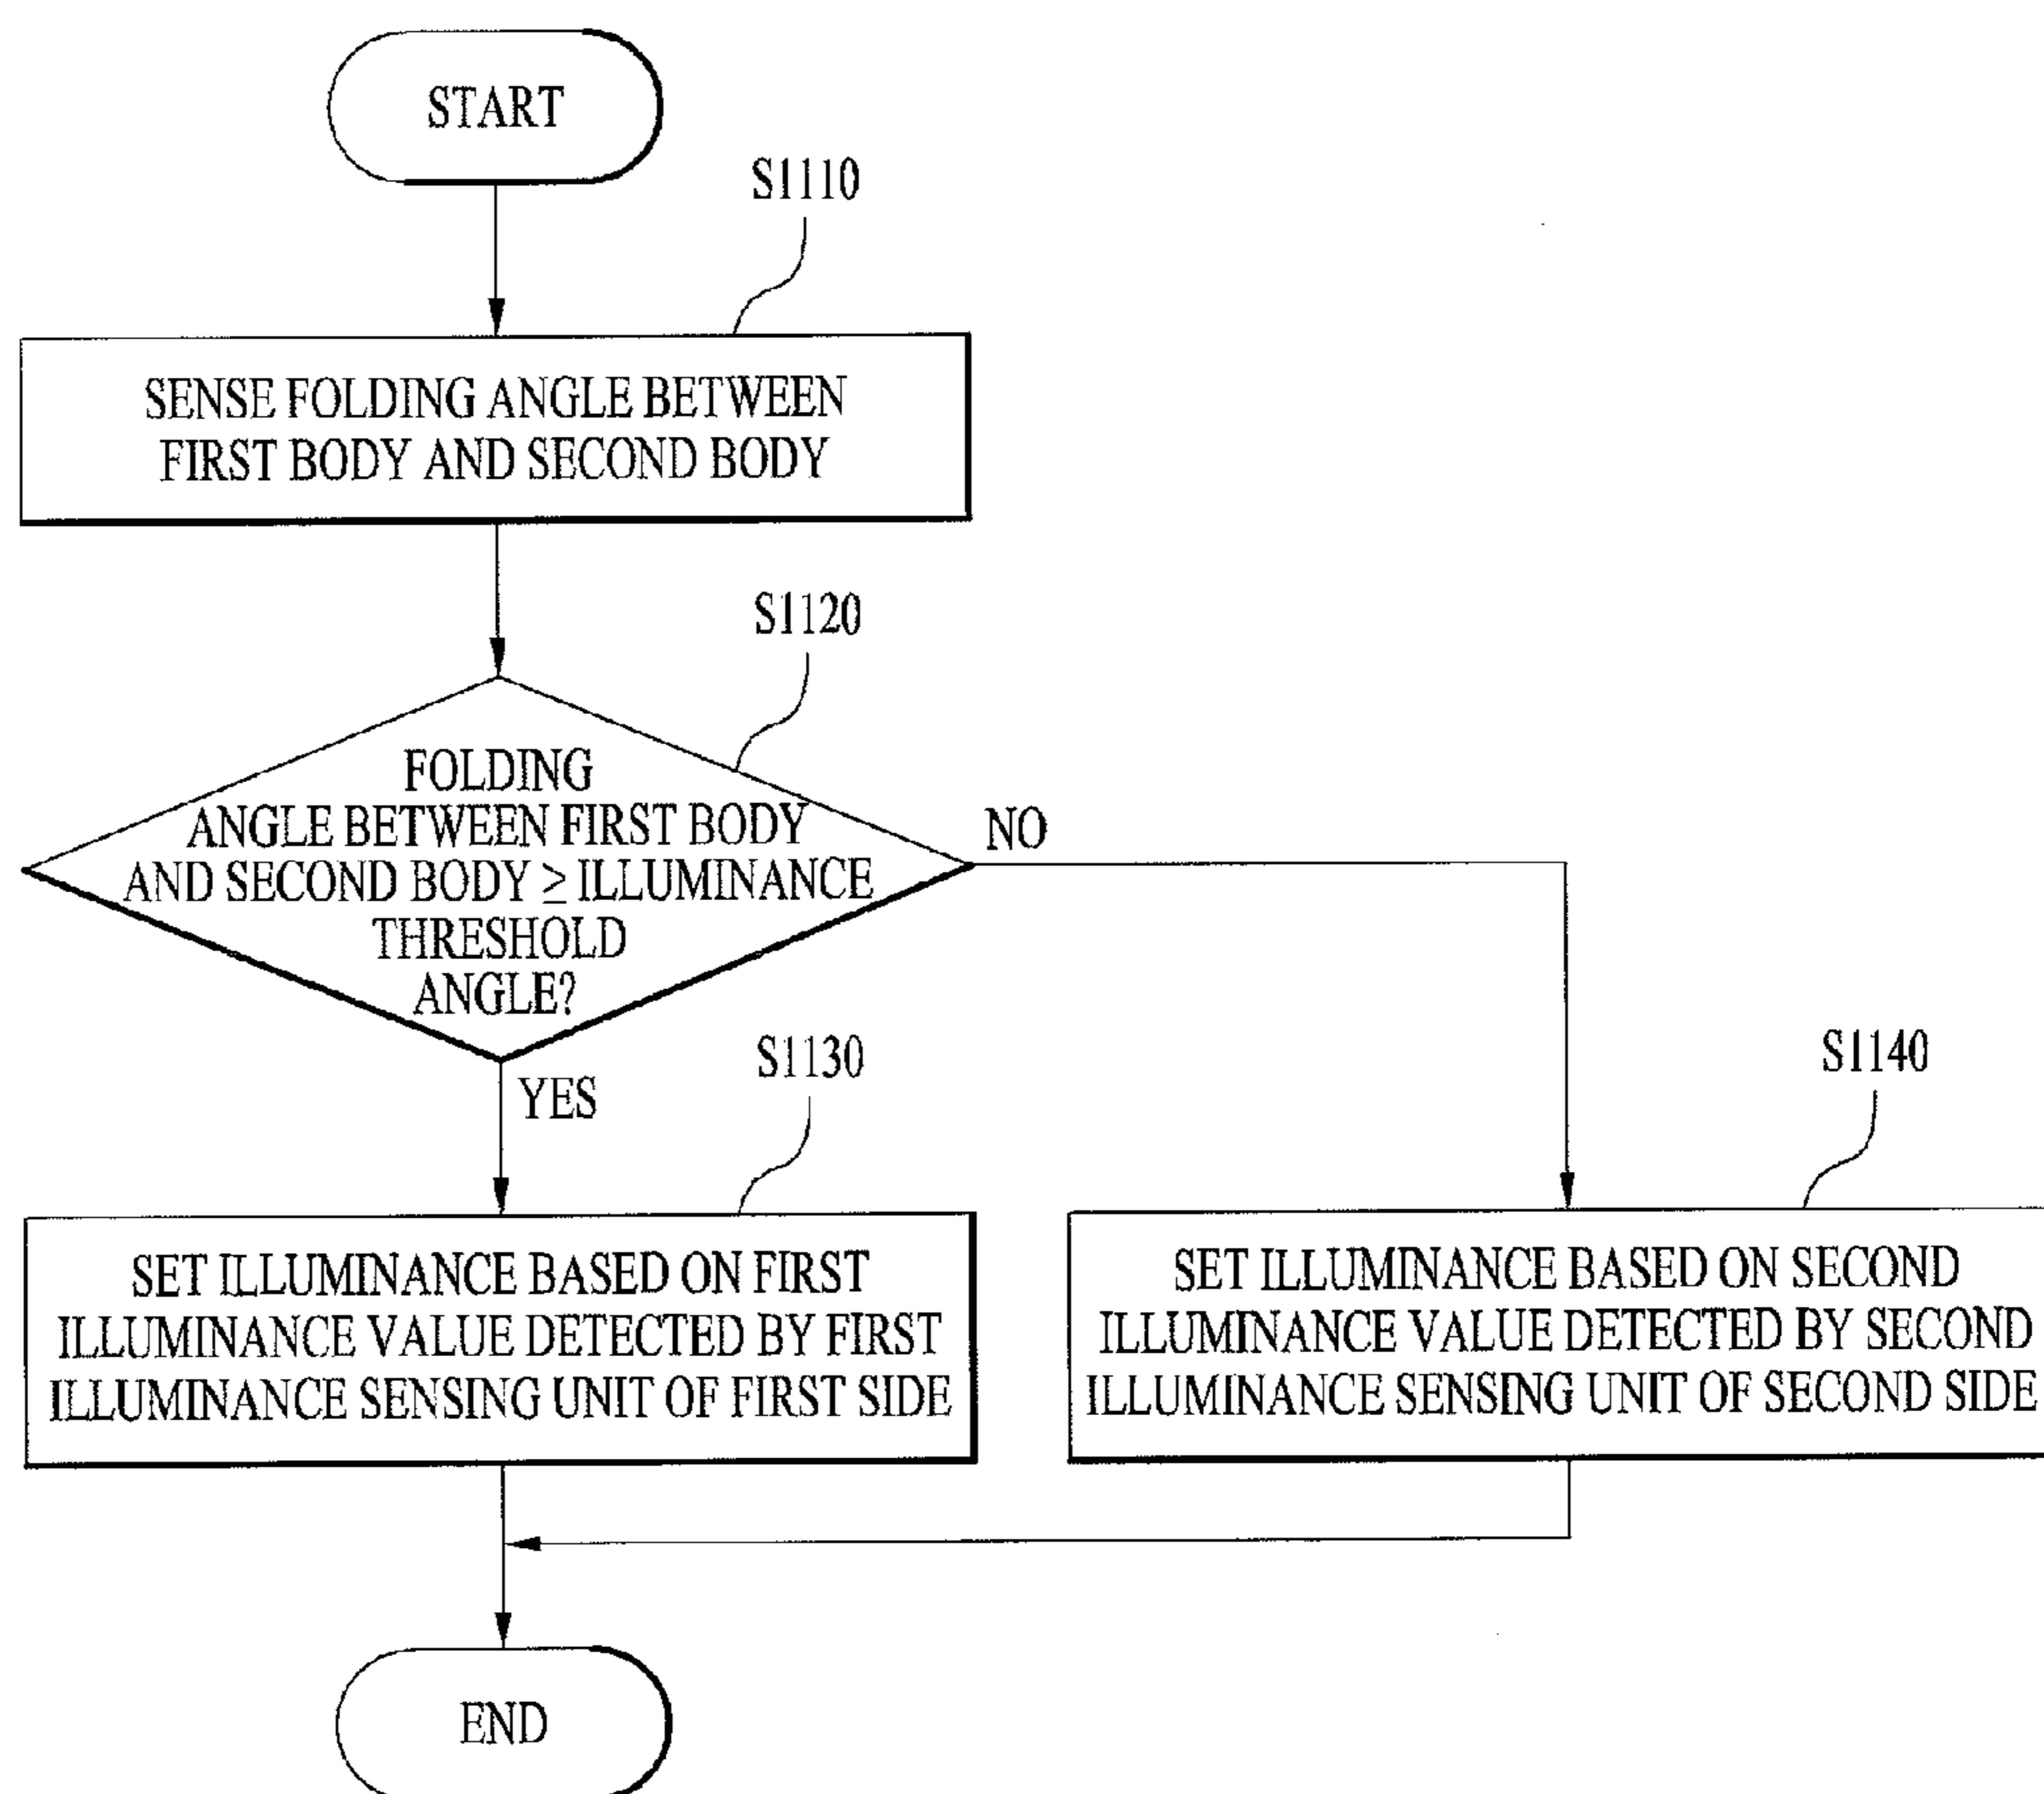 START
S1110
SENSE FOLDING ANGLE BETWEEN
FIRST BODY AND SECOND BODY
S1120
FOLDING
ANGLE BETWEEN FIRST BODY
AND SECOND BODY ≥ ILLUMINANCE
THRESHOLD
ANGLE?
NO
YES
S1130
SET ILLUMINANCE BASED ON FIRST
ILLUMINANCE VALUE DETECTED BY FIRST
ILLUMINANCE SENSING UNIT OF FIRST SIDE
S1140
SET ILLUMINANCE BASED ON SECOND
ILLUMINANCE VALUE DETECTED BY SECOND
ILLUMINANCE SENSING UNIT OF SECOND SIDE
END